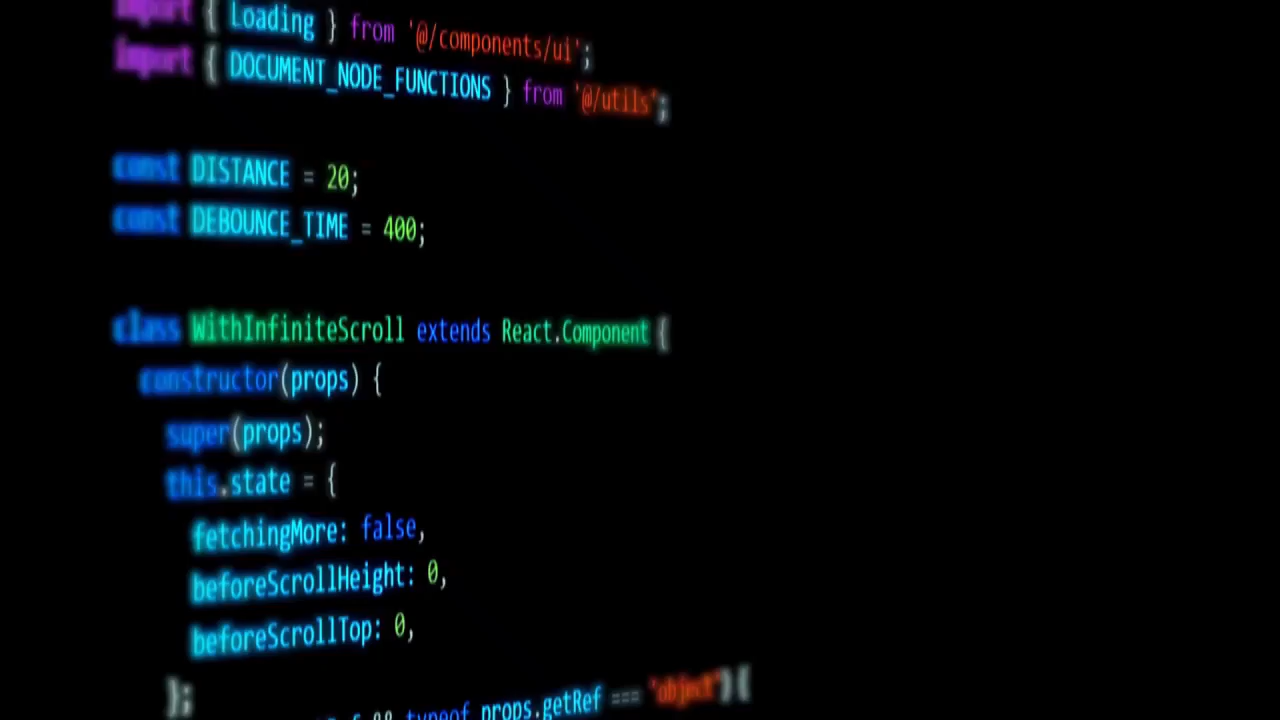 import { Loading } from '@/components/ui';
import { DOCUMENT_NODE_FUNCTIONS } from '@/utils';
const DISTANCE = 20;
const DEBOUNCE_TIME = 400;
class WithInfiniteScroll extends React.Component {
constructor(props) {
super(props);
this.state = {
fetchingMore: false,
beforeScrollHeight: 0,
beforeScrollTop: 0,
};
&& typeof props.getRef === 'object') {